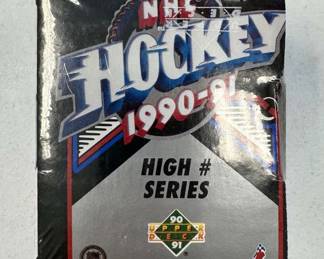 NHL
HOCKEY
1990-91
HIGH #
SERIES
90
UPPER DECK
91